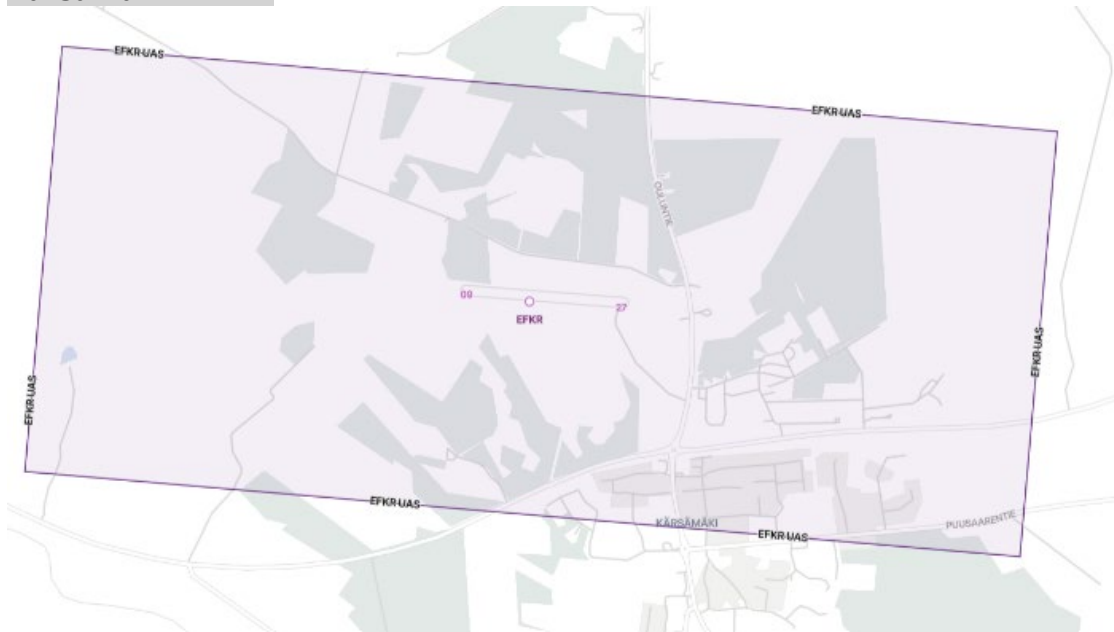 EFKR UAS
EFKR UAS
OULUNTIE
09
27
EFKR
EFKR UAS
EFKR UAS
EFKR UAS
KÄRSÄMÄKI
PUUSAARENTIE
EFKR UAS